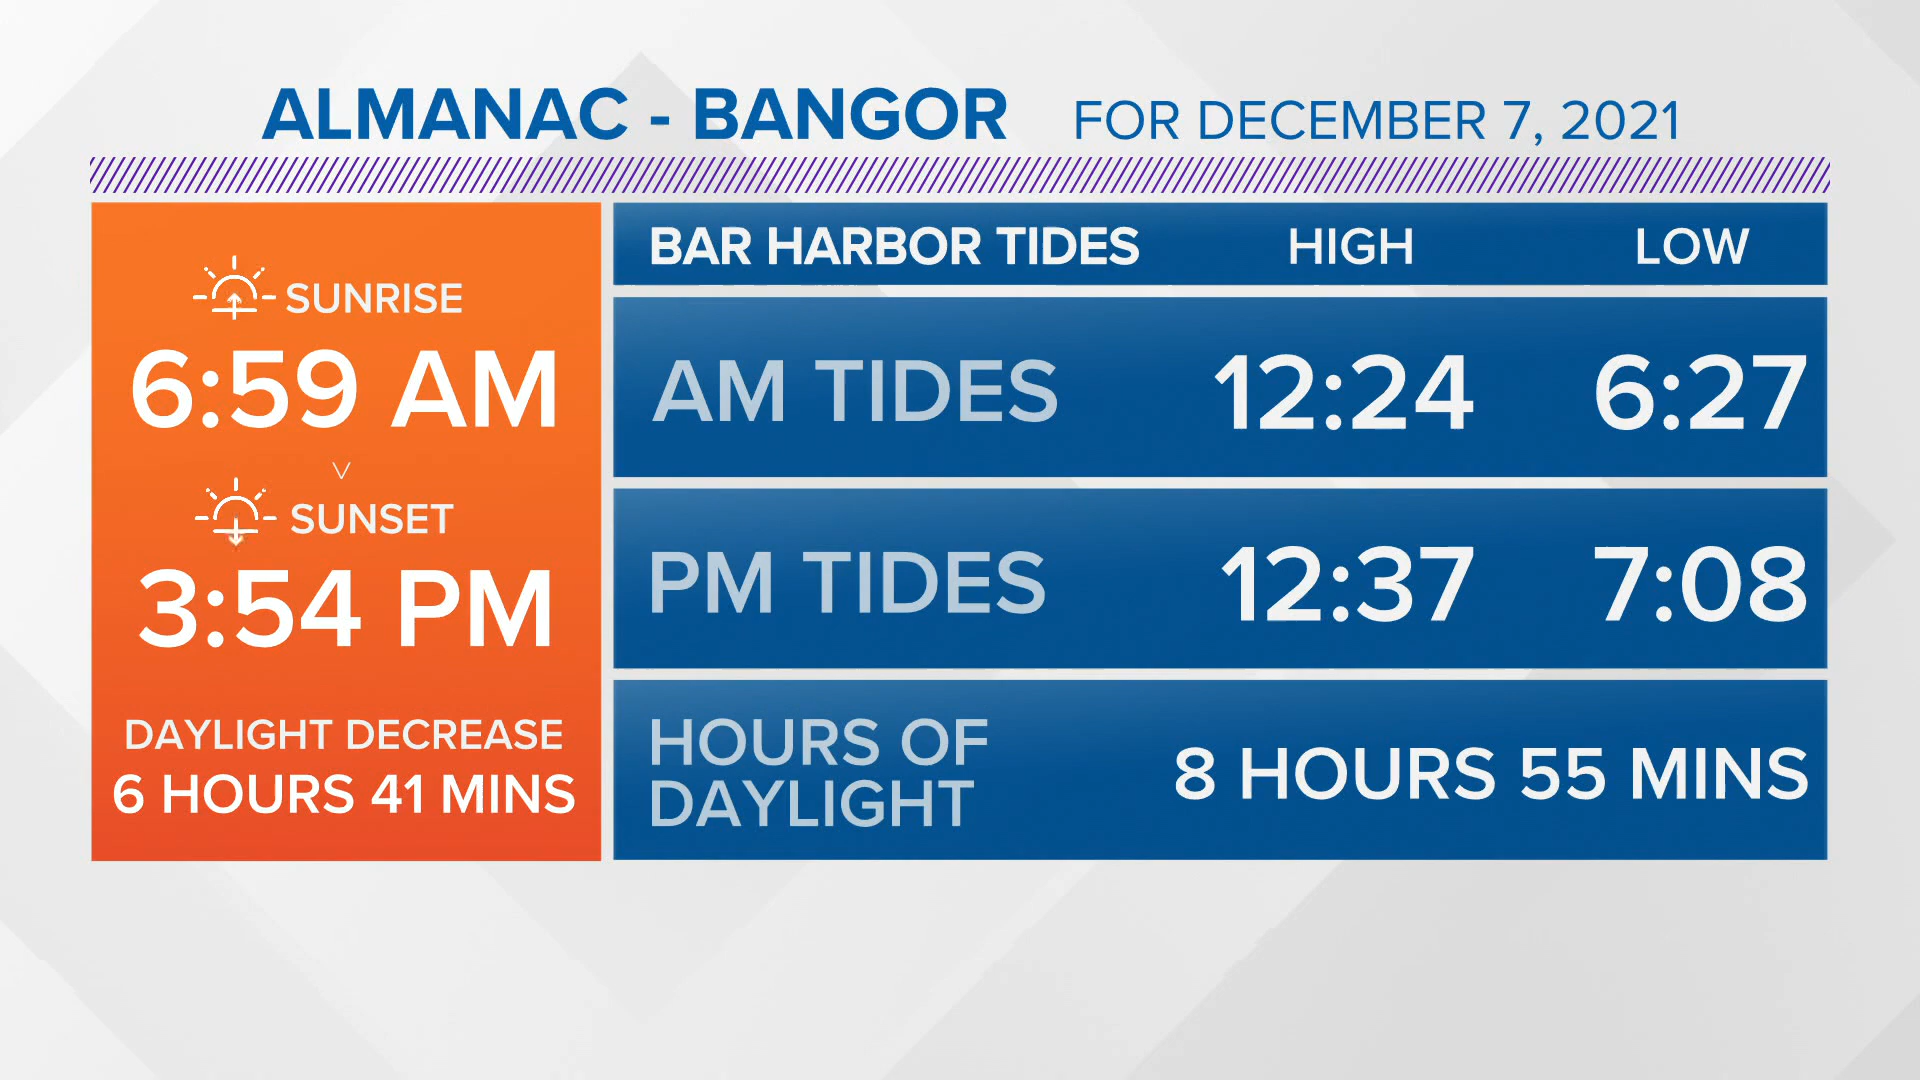 ALMANAC - BANGOR FOR DECEMBER 7, 2021
SUNRISE
6:59 AM
SUNSET
3:54 PM
DAYLIGHT DECREASE
6 HOURS 41 MINS
BAR HARBOR TIDES HIGH LOW
AM TIDES 12:24 6:27
PM TIDES 12:37 7:08
HOURS OF
DAYLIGHT
8 HOURS 55 MINS